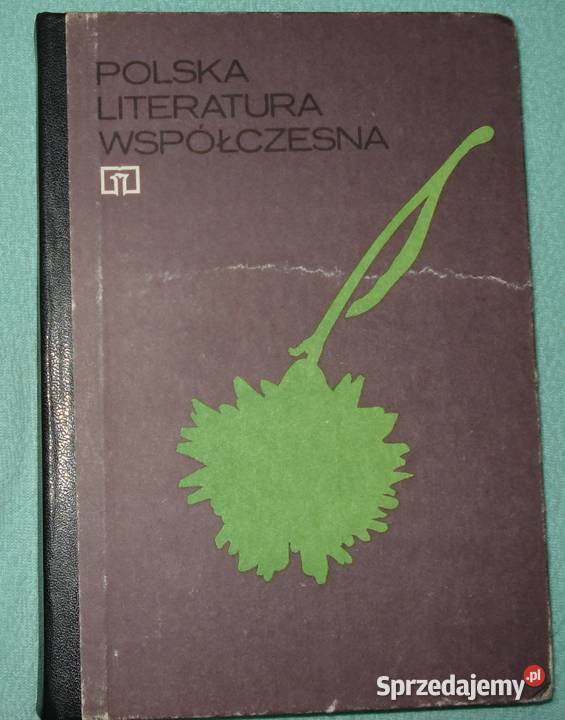 POLSKA
LITERATURA
WSPÓŁCZESNA
Sprzedajemy.pl